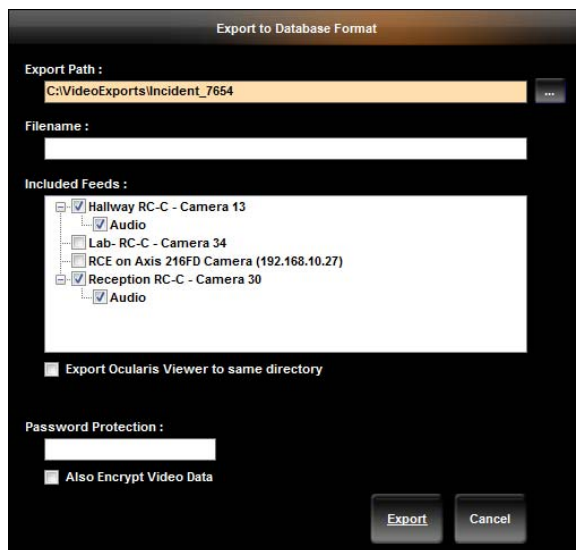 Export to Database Format
Export Path :
C:\VideoExports\Incident_7654
...
Filename :
Included Feeds :
Hallway RC-C - Camera 13
Audio
Lab- RC-C - Camera 34
RCE on Axis 216FD Camera (192.168.10.27)
Reception RC-C - Camera 30
Audio
Export Ocularis Viewer to same directory
Password Protection :
Also Encrypt Video Data
Export Cancel